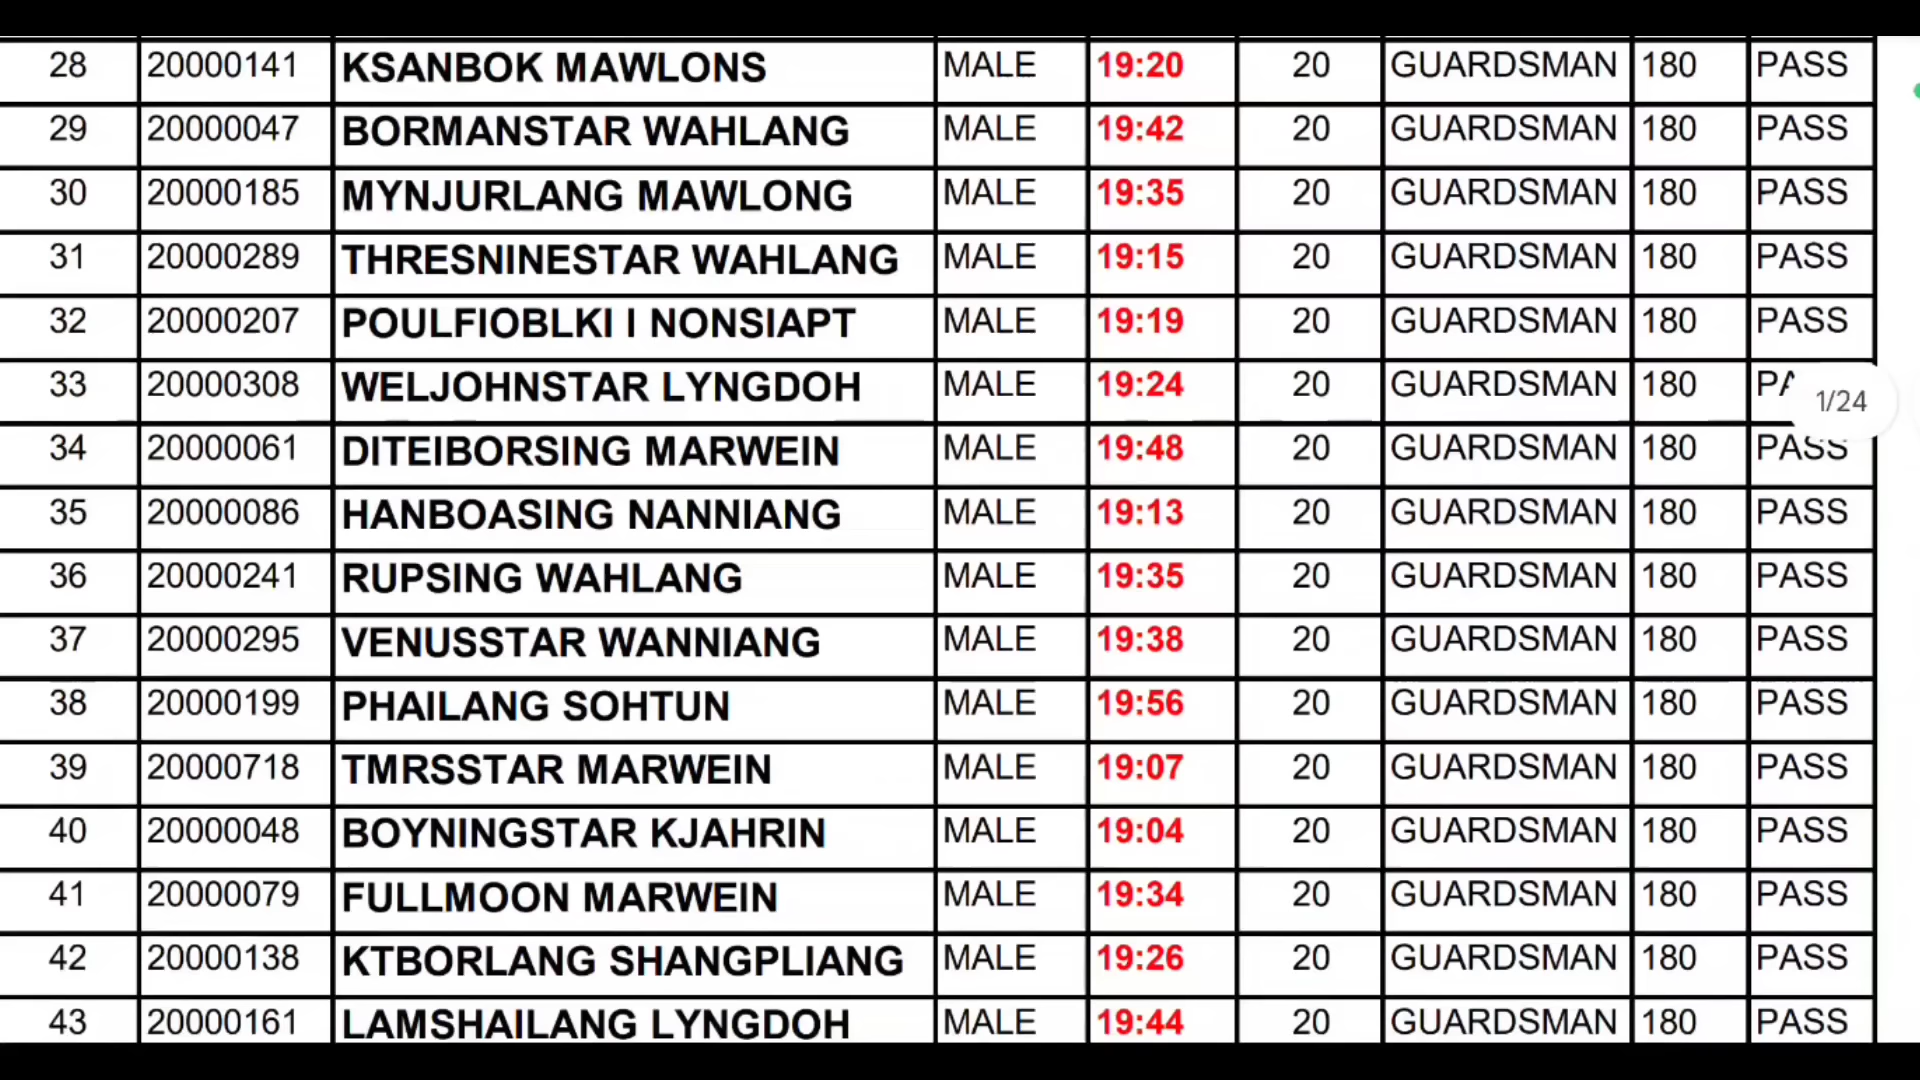 28 20000141 KSANBOK MAWLONS MALE 19:20 20 GUARDSMAN 180 PASS
29 20000047 BORMANSTAR WAHLANG MALE 19:42 20 GUARDSMAN 180 PASS
30 20000185 MYNJURLANG MAWLONG MALE 19:35 20 GUARDSMAN 180 PASS
31 20000289 THRESNINESTAR WAHLANG MALE 19:15 20 GUARDSMAN 180 PASS
32 20000207 POULFIOBLKI I NONSIAPT MALE 19:19 20 GUARDSMAN 180 PASS
33 20000308 WELJOHNSTAR LYNGDOH MALE 19:24 20 GUARDSMAN 180 PA
1/24
34 20000061 DITEIBORSING MARWEIN MALE 19:48 20 GUARDSMAN 180 PASS
35 20000086 HANBOASING NANNIANG MALE 19:13 20 GUARDSMAN 180 PASS
36 20000241 RUPSING WAHLANG MALE 19:35 20 GUARDSMAN 180 PASS
37 20000295 VENUSSTAR WANNIANG MALE 19:38 20 GUARDSMAN 180 PASS
38 20000199 PHAILANG SOHTUN MALE 19:56 20 GUARDSMAN 180 PASS
39 20000718 TMRSSTAR MARWEIN MALE 19:07 20 GUARDSMAN 180 PASS
40 20000048 BOYNINGSTAR KJAHRIN MALE 19:04 20 GUARDSMAN 180 PASS
41 20000079 FULLMOON MARWEIN MALE 19:34 20 GUARDSMAN 180 PASS
42 20000138 KTBORLANG SHANGPLIANG MALE 19:26 20 GUARDSMAN 180 PASS
43 20000161 LAMSHAILANG LYNGDOH MALE 19:44 20 GUARDSMAN 180 PASS